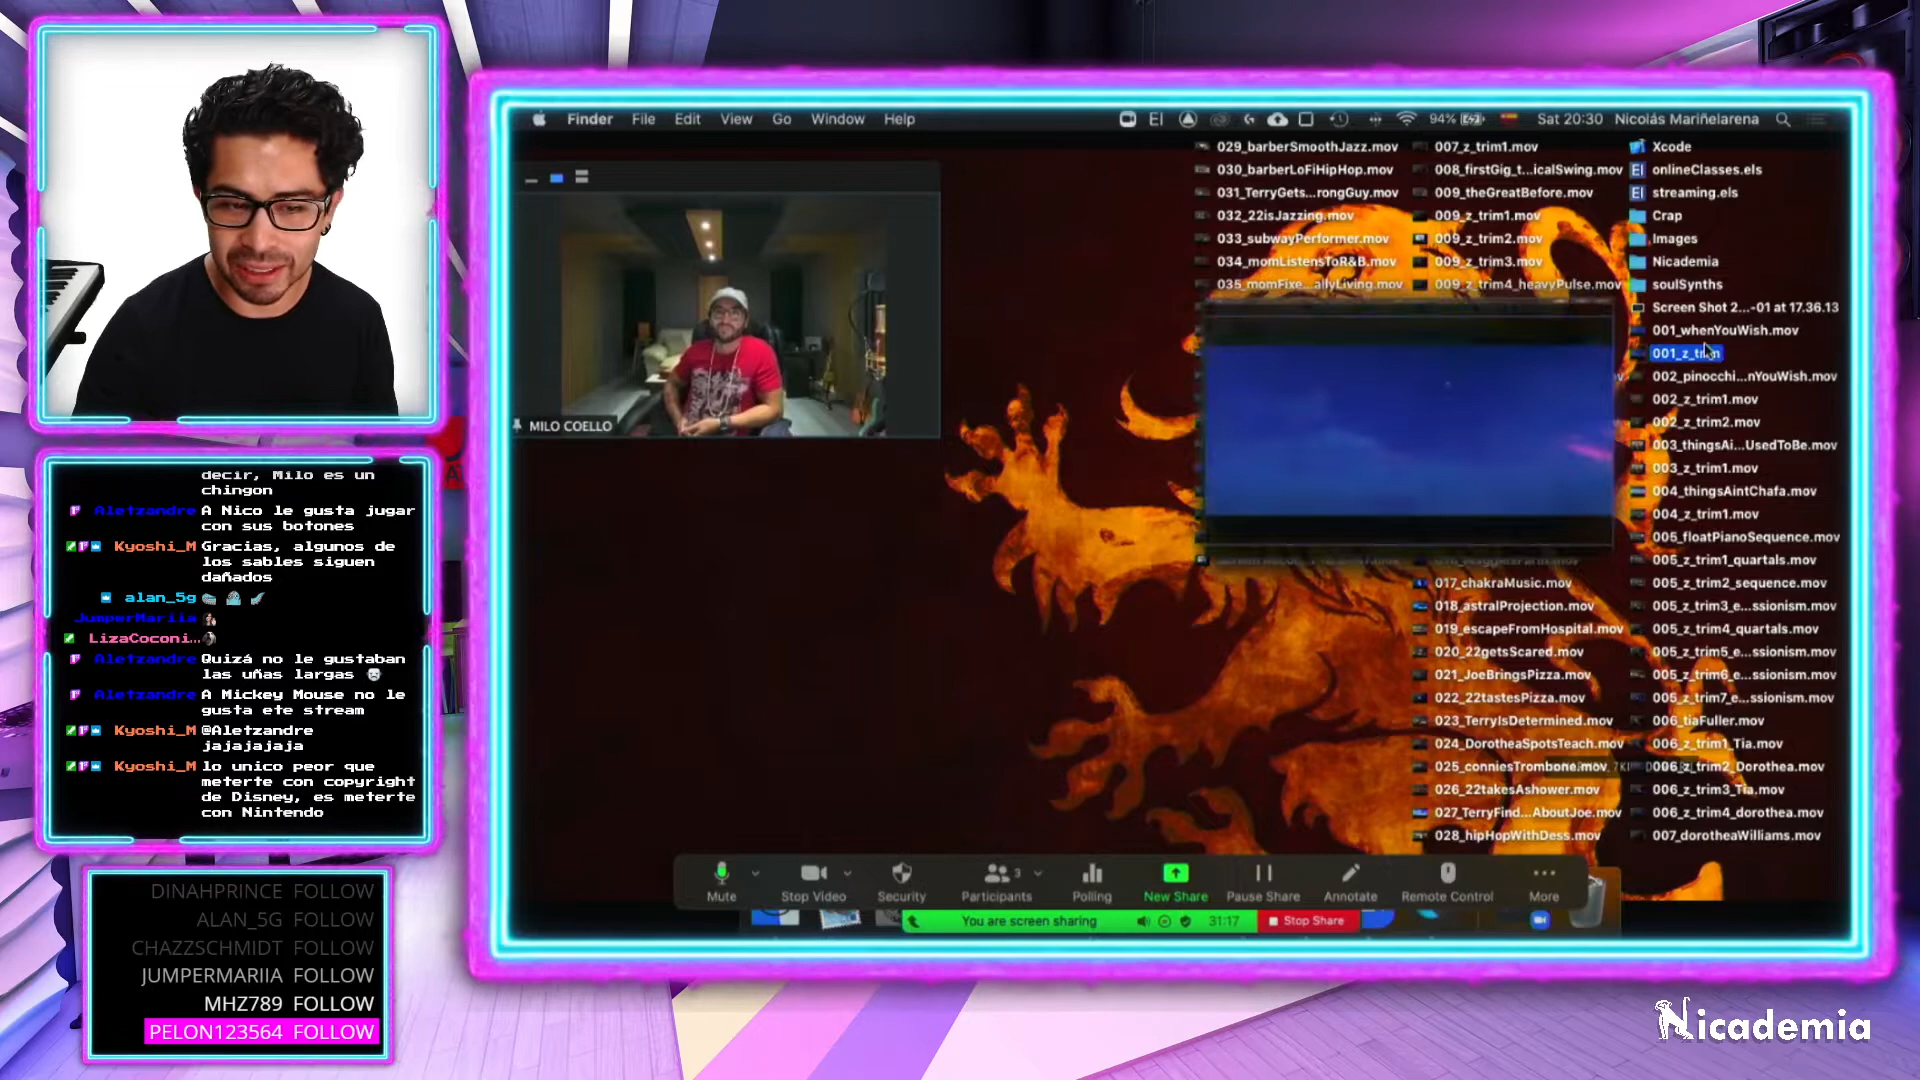 Finder File Edit View Go Window Help
94% Sat 20:30 Nicolás Mariñelarena
029_barberSmoothJazz.mov
030_barberLoFiHipHop.mov
031_TerryGets...rongGuy.mov
032_22isJazzing.mov
033_subwayPerformer.mov
034_momListensToR&B.mov
035_momFixe...allyLiving.mov
007_z_trim1.mov
008_firstGig_t...icalSwing.mov
009_theGreatBefore.mov
009_z_trim1.mov
009_z_trim2.mov
009_z_trim3.mov
009_z_trim4_heavyPulse.mov
017_chakraMusic.mov
018_astralProjection.mov
019_escapeFromHospital.mov
020_22getsScared.mov
021_JoeBringsPizza.mov
022_22tastesPizza.mov
023_TerryIsDetermined.mov
024_DorotheaSpotsTeach.mov
025_conniesTrombone.mov
026_22takesAshower.mov
027_TerryFind...AboutJoe.mov
028_hipHopWithDess.mov
Xcode
onlineClasses.els
streaming.els
Crap
Images
Nicademia
soulSynths
Screen Shot 2...-01 at 17.36.13
001_whenYouWish.mov
001_z_trim
002_pinocchi...nYouWish.mov
002_z_trim1.mov
002_z_trim2.mov
003_thingsAi...UsedToBe.mov
003_z_trim1.mov
004_thingsAintChafa.mov
004_z_trim1.mov
005_floatPianoSequence.mov
005_z_trim1_quartals.mov
005_z_trim2_sequence.mov
005_z_trim3_e...ssionism.mov
005_z_trim4_quartals.mov
005_z_trim5_e...ssionism.mov
005_z_trim6_e...ssionism.mov
005_z_trim7_e...ssionism.mov
006_tiaFuller.mov
006_z_trim1_Tia.mov
006_z_trim2_Dorothea.mov
006_z_trim3_Tia.mov
006_z_trim4_dorothea.mov
007_dorotheaWilliams.mov
MILO COELLO
Mute Stop Video Security Participants 3 Polling New Share Pause Share Annotate Remote Control More
You are screen sharing 31:17 Stop Share
decir, Milo es un
chingon
Aletzandre A Nico le gusta jugar
con sus botones
Kyoshi_M Gracias, algunos de
los sables siguen
dañados
alan_5g
JumperMariia
LizaCoconi...
Aletzandre Quizá no le gustaban
las uñas largas
Aletzandre A Mickey Mouse no le
gusta ete stream
Kyoshi_M @Aletzandre
jajajajaja
Kyoshi_M lo unico peor que
meterte con copyright
de Disney, es meterte
con Nintendo
DINAHPRINCE FOLLOW
ALAN_5G FOLLOW
CHAZZSCHMIDT FOLLOW
JUMPERMARIIA FOLLOW
MHZ789 FOLLOW
PELON123564 FOLLOW
Nicademia